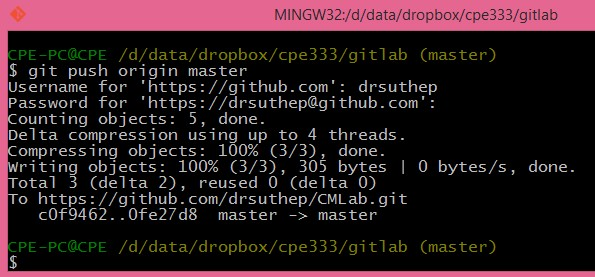 MINGW32:/d/data/dropbox/cpe333/gitlab
CPE-PC@CPE /d/data/dropbox/cpe333/gitlab (master)
$ git push origin master
Username for 'https://github.com': drsuthep
Password for 'https://drsuthep@github.com':
Counting objects: 5, done.
Delta compression using up to 4 threads.
Compressing objects: 100% (3/3), done.
Writing objects: 100% (3/3), 305 bytes | 0 bytes/s, done.
Total 3 (delta 2), reused 0 (delta 0)
To https://github.com/drsuthep/CMLab.git
   c0f9462..0fe27d8  master -> master
CPE-PC@CPE /d/data/dropbox/cpe333/gitlab (master)
$